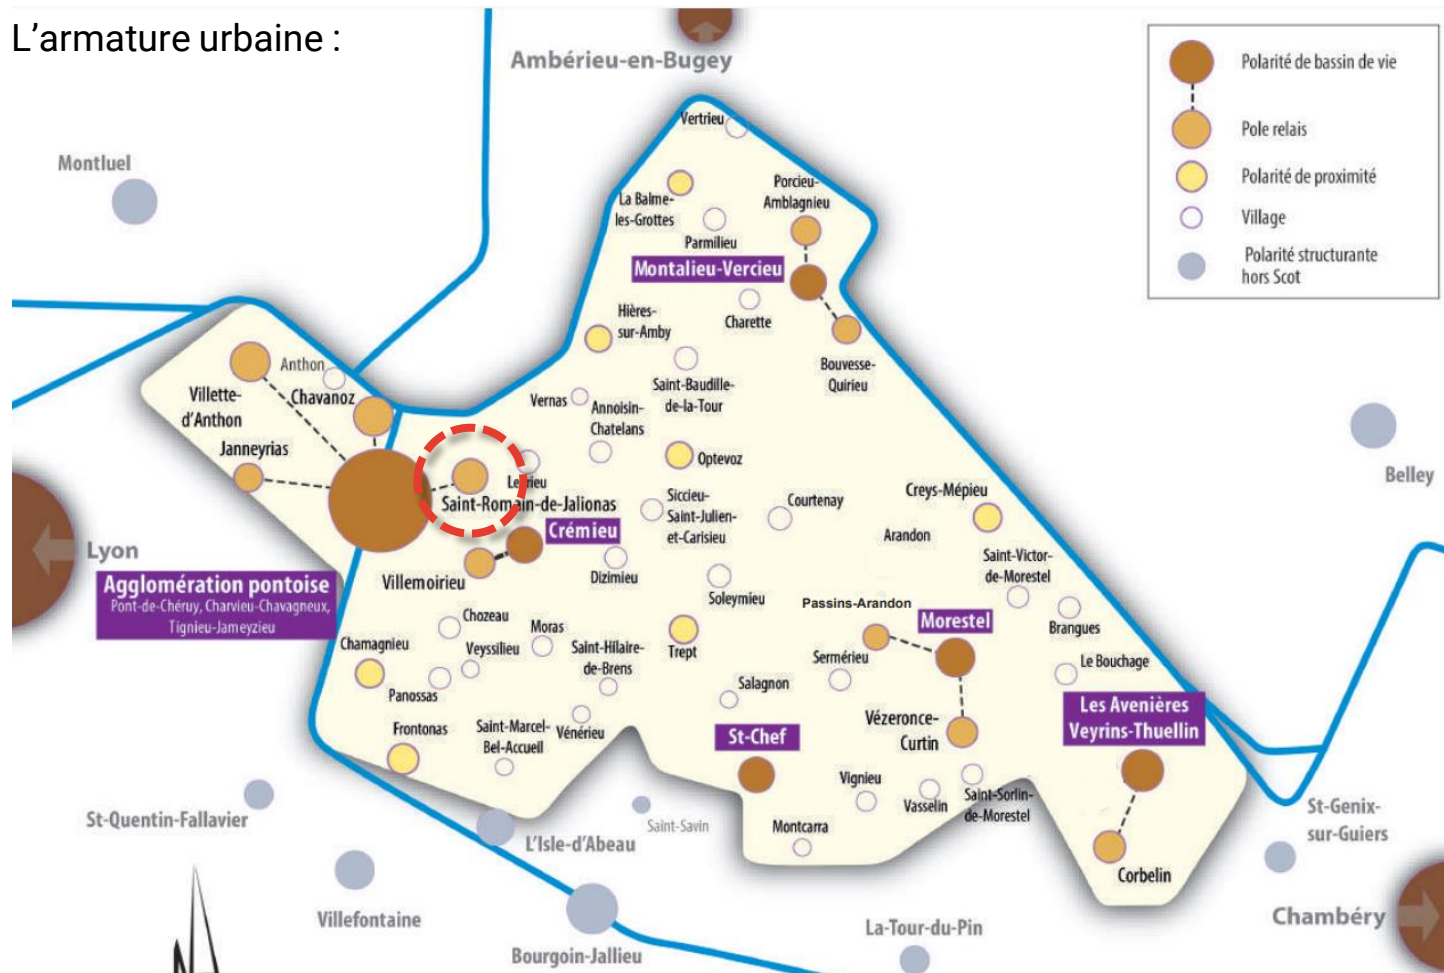 L'armature urbaine :
Ambérieu-en-Bugey
Polarité de bassin de vie
Pole relais
Polarité de proximité
Village
Polarité structurante
hors Scot
Montluel
Vertrieu
La Balme-
les-Grottes
Porcieu-
Amblagnieu
Parmilieu
Montalieu-Vercieu
Charette
Hières-
sur-Amby
Bouvesse-
Quirieu
Anthon
Villette-
d'Anthon
Chavanoz
Saint-Baudille-
de-la-Tour
Vernas
Annoisin-
Chatelans
Janneyrias
Optevoz
Leyrieu
Saint-Romain-de-Jalionas
Siccieu-
Saint-Julien-
et-Carisieu
Courtenay
Creys-Mépieu
Arandon
Belley
Crémieu
Lyon
Agglomération pontoise
Pont-de-Chéruy, Charvieu-Chavagneux,
Tignieu-Jameyzieu
Villemoirieu
Dizimieu
Soleymieu
Saint-Victor-
de-Morestel
Passins-Arandon
Morestel
Brangues
Chozeau
Moras
Chamagnieu
Veyssilieu
Saint-Hilaire-
de-Brens
Trept
Sermérieu
Le Bouchage
Panossas
Salagnon
Les Avenières
Veyrins-Thuellin
Frontonas
Saint-Marcel-
Bel-Accueil
Vénérieu
St-Chef
Vézeronce-
Curtin
Vignieu
Vasselin
Saint-Sorlin-
de-Morestel
St-Quentin-Fallavier
Saint-Savin
Montcarra
St-Genix-
sur-Guiers
L'Isle-d'Abeau
Corbelin
Villefontaine
Bourgoin-Jallieu
La-Tour-du-Pin
Chambéry